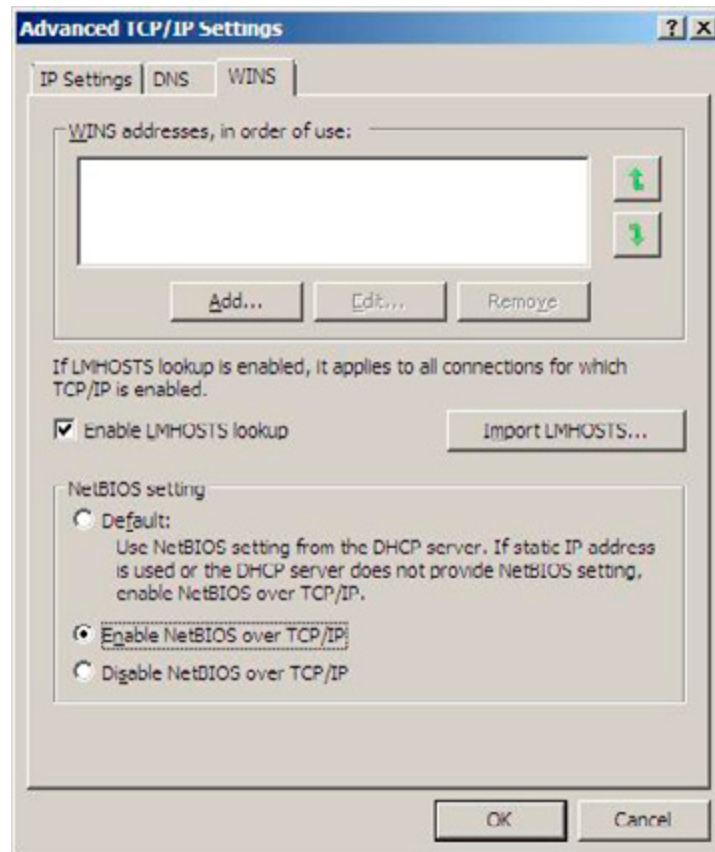 Advanced TCP/IP Settings
IP Settings DNS WINS
WINS addresses, in order of use:
Add... Edit... Remove
If LMHOSTS lookup is enabled, it applies to all connections for which
TCP/IP is enabled.
Enable LMHOSTS lookup Import LMHOSTS...
NetBIOS setting
Default:
Use NetBIOS setting from the DHCP server. If static IP address
is used or the DHCP server does not provide NetBIOS setting,
enable NetBIOS over TCP/IP.
Enable NetBIOS over TCP/IP
Disable NetBIOS over TCP/IP
OK Cancel